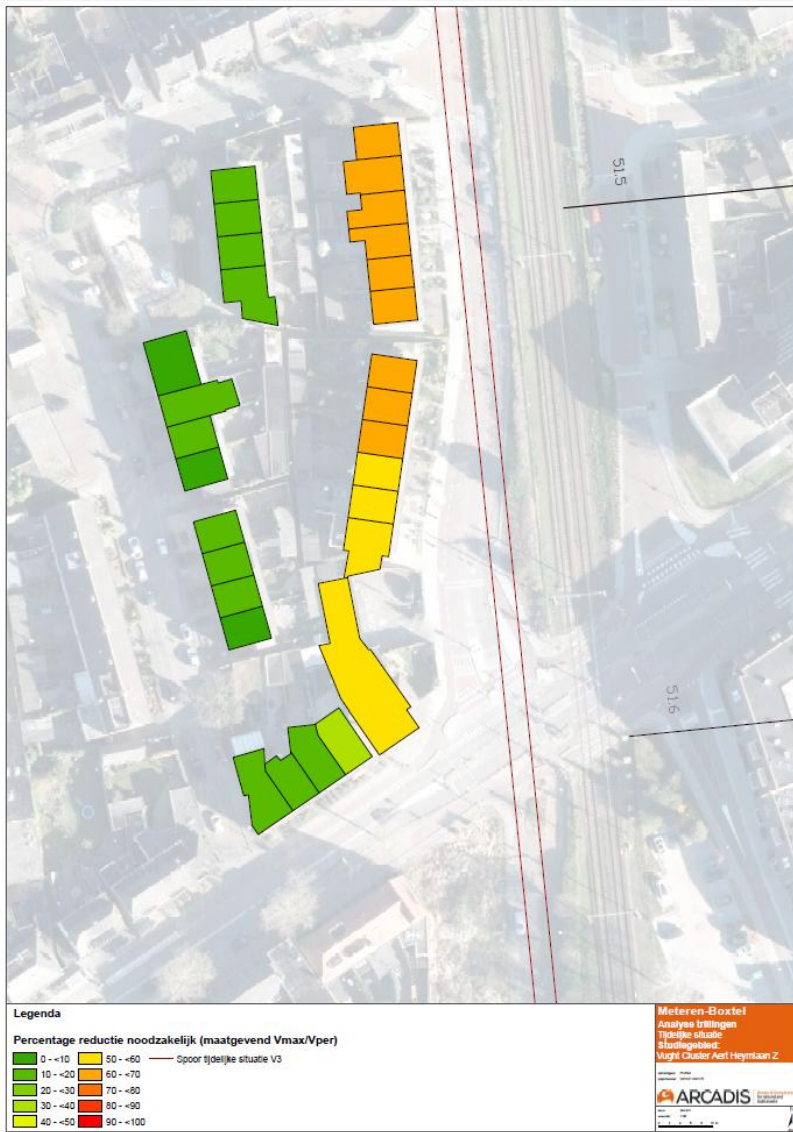 51.5
51.6
Legenda
Percentage reductie noodzakelijk (maatgevend Vmax/Vper)
0 - <10
10 - <20
20 - <30
30 - <40
40 - <50
50 - <60
60 - <70
70 - <80
80 - <90
90 - <100
Spoor tijdelijke situatie V3
Meteren-Boxtel
Analyse trillingen
Tijdelijke situatie
Studiegebied:
Vught Cluster Aert Heymlaan Z
ARCADIS